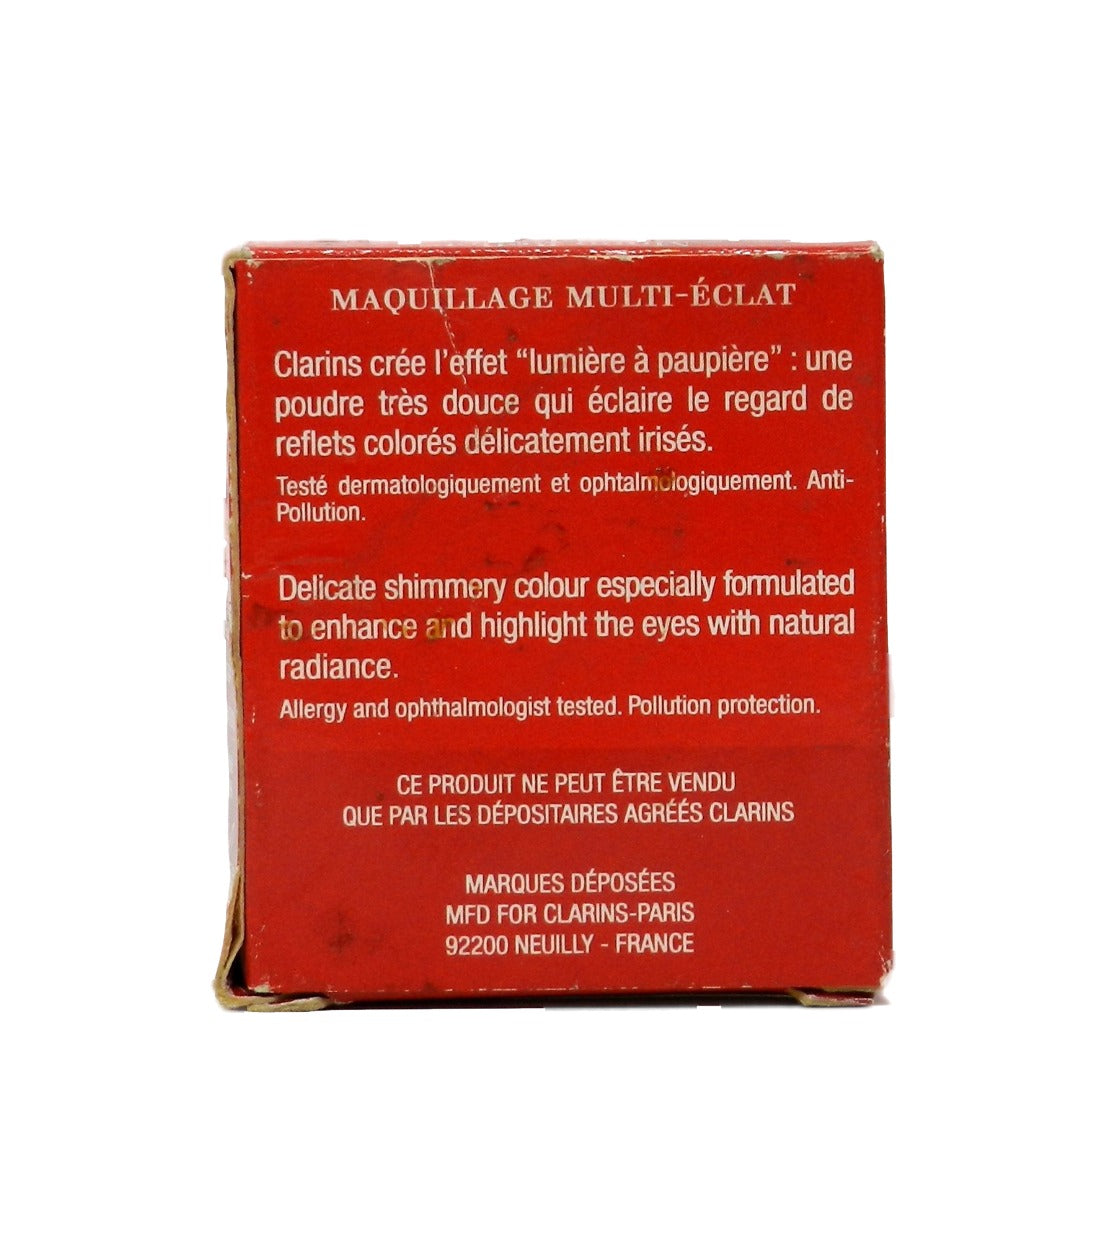 MAQUILLAGE MULTI-ÉCLAT
Clarins crée l'effet “lumière à paupière” : une
poudre très douce qui éclaire le regard de
reflets colorés délicatement irisés.
Testé dermatologiquement et ophtalmologiquement. Anti-
Pollution.
Delicate shimmery colour especially formulated
to enhance and highlight the eyes with natural
radiance.
Allergy and ophthalmologist tested. Pollution protection.
CE PRODUIT NE PEUT ÊTRE VENDU
QUE PAR LES DÉPOSITAIRES AGRÉÉS CLARINS
MARQUES DÉPOSÉES
MFD FOR CLARINS-PARIS
92200 NEUILLY - FRANCE